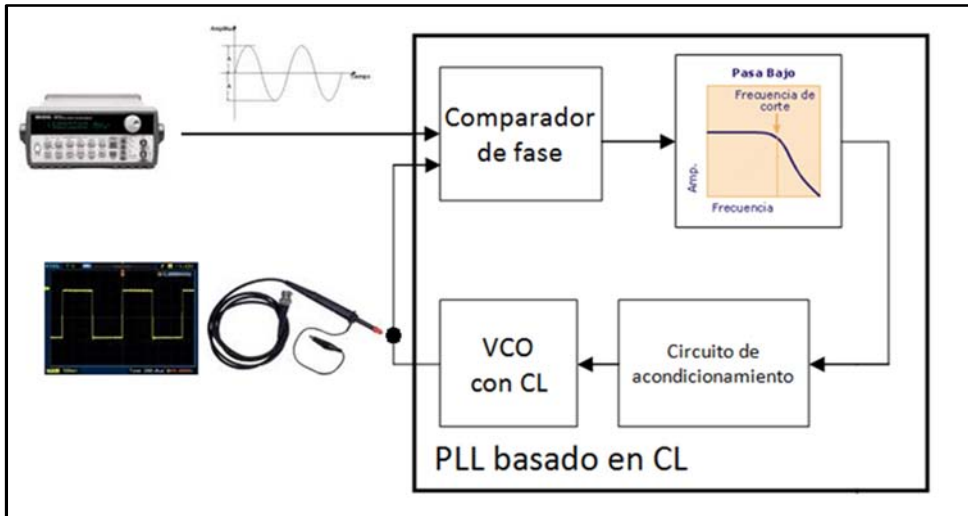 Amplitud
Tiempo
A
A
Comparador
de fase
Pasa Bajo
Frecuencia de
corte
Amp.
Frecuencia
VCO
con CL
Circuito de
acondicionamiento
PLL basado en CL